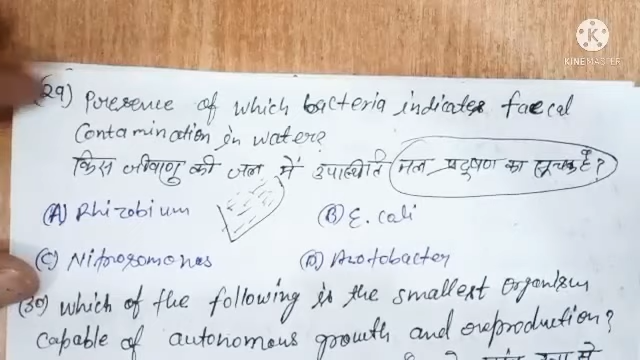 K
KINEMASTER
(29) Presence of which bacteria indicates faecal
Contamination in water?
किस जीवाणु की जल में उपस्थिति मल प्रदूषण का सूचक है?
(A) Rhizobium (B) E. coli
(C) Nitrosomonas (D) Azotobacter
(30) Which of the following is the smallest organism
capable of autonomous growth and reproduction?